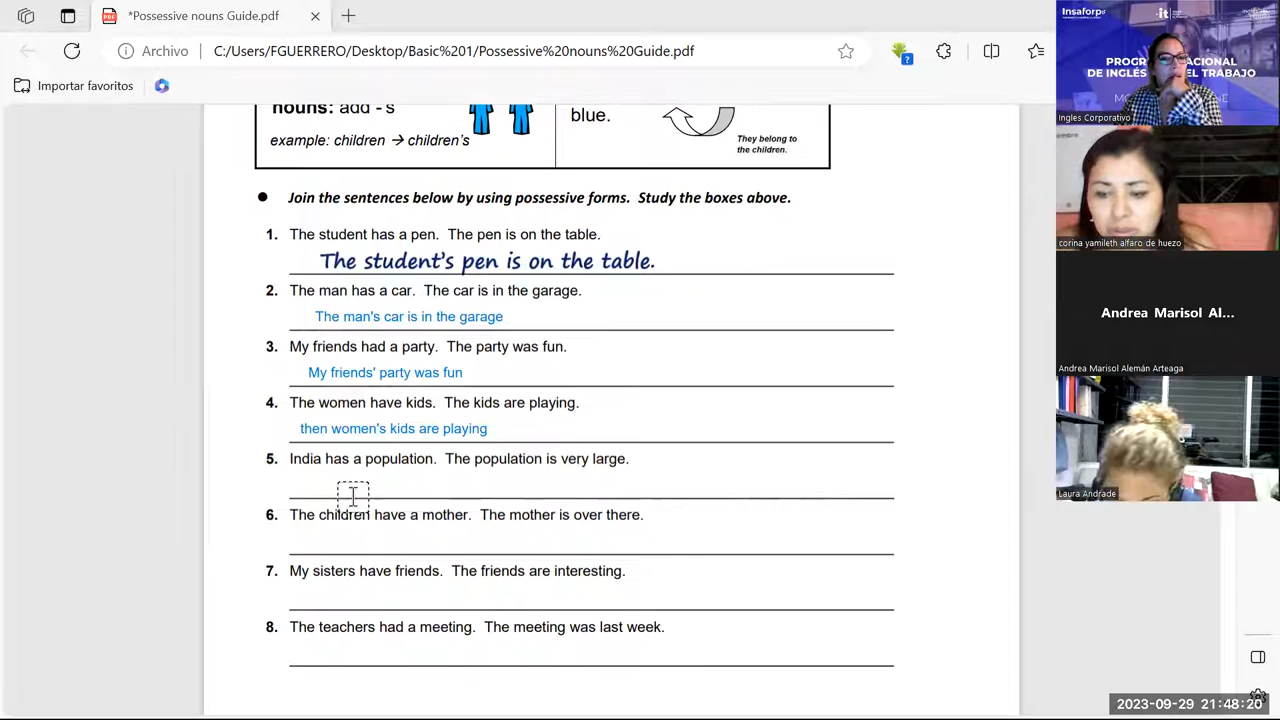 *Possessive nouns Guide.pdf
Archivo
C:/Users/FGUERRERO/Desktop/Basic%201/Possessive%20nouns%20Guide.pdf
Importar favoritos
nouns: add - s
example: children → children's
blue.
They belong to
the children.
Join the sentences below by using possessive forms. Study the boxes above.
1. The student has a pen. The pen is on the table.
The student's pen is on the table.
2. The man has a car. The car is in the garage.
The man's car is in the garage
3. My friends had a party. The party was fun.
My friends' party was fun
4. The women have kids. The kids are playing.
then women's kids are playing
5. India has a population. The population is very large.
6. The children have a mother. The mother is over there.
7. My sisters have friends. The friends are interesting.
8. The teachers had a meeting. The meeting was last week.
Insaforp
it
PROGR
ACIONAL
DE INGLÉS
EL TRABAJO
Ingles Corporativo
corina yamileth alfaro de huezo
Andrea Marisol Al...
Andrea Marisol Alemán Arteaga
Laura Andrade
2023-09-29 21:48:20